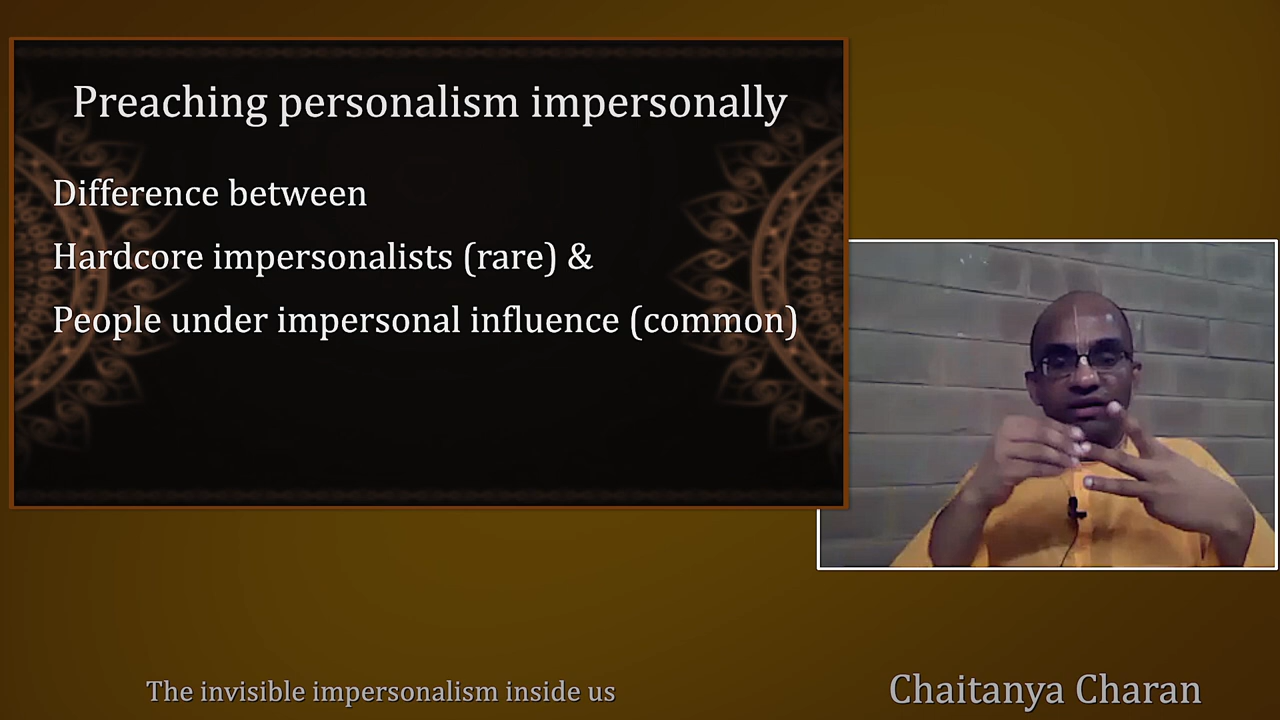 Preaching personalism impersonally
Difference between
Hardcore impersonalists (rare) &
People under impersonal influence (common)
The invisible impersonalism inside us
Chaitanya Charan